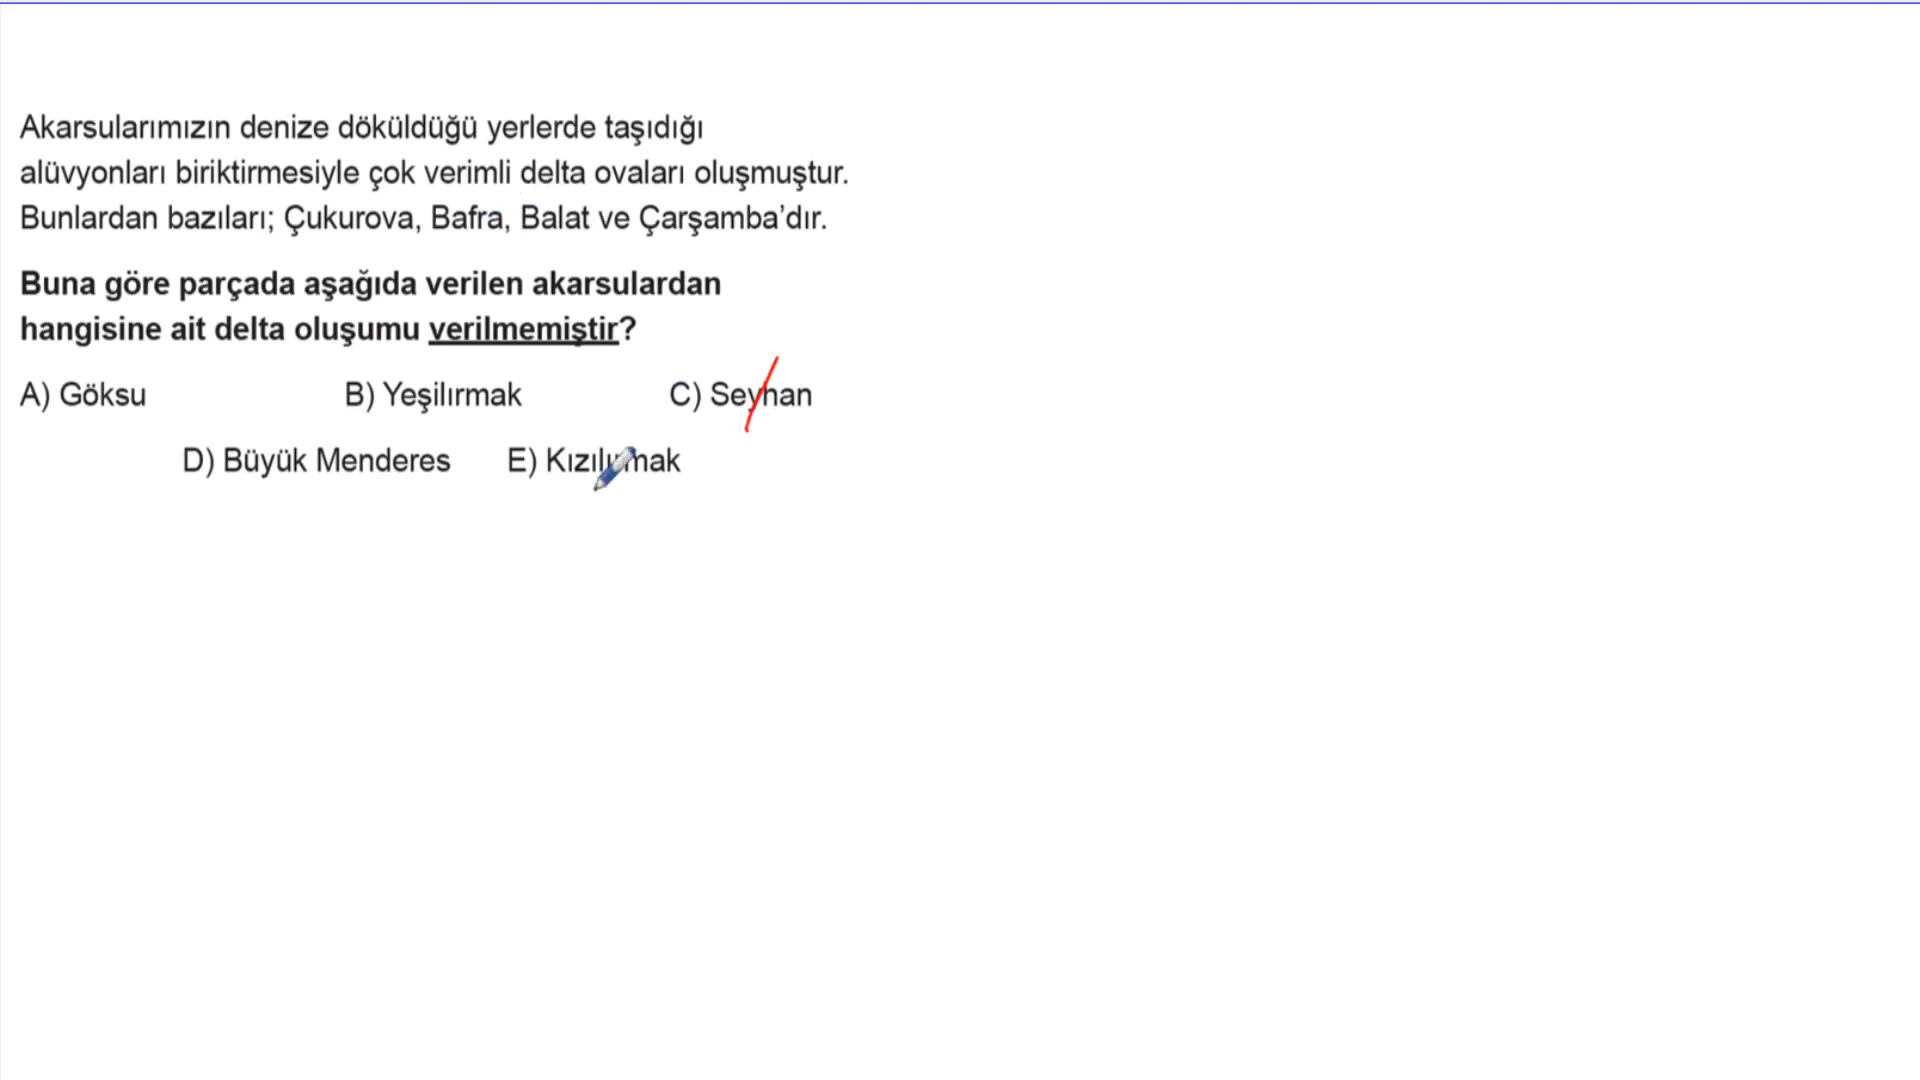 Akarsularımızın denize döküldüğü yerlerde taşıdığı
alüvyonları biriktirmesiyle çok verimli delta ovaları oluşmuştur.
Bunlardan bazıları; Çukurova, Bafra, Balat ve Çarşamba’dır.
Buna göre parçada aşağıda verilen akarsulardan
hangisine ait delta oluşumu verilmemiştir?
A) Göksu B) Yeşilırmak C) Seyhan
D) Büyük Menderes E) Kızılırmak